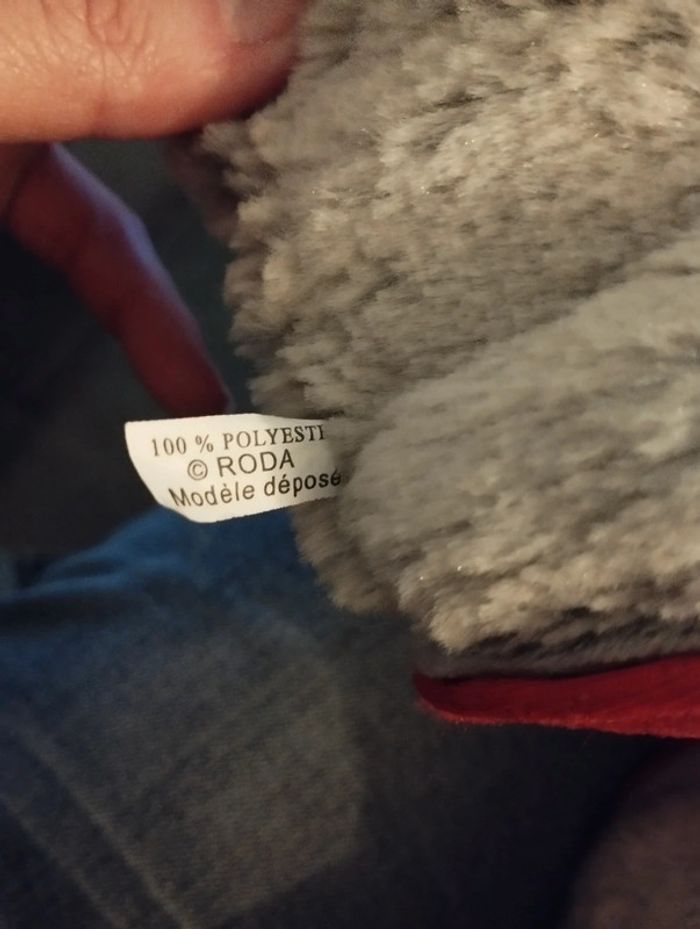 100 % POLYESTI
© RODA
Modèle déposé